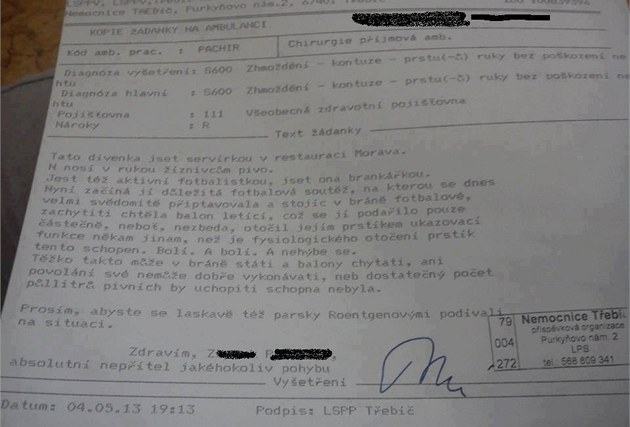 Nemocnice TŘEBÍČ, Purkyňovo nám.2,
KOPIE ŽÁDANKY NA AMBULANCI
Kód amb. prac. : PACHIR Chirurgie příjmová amb.
Diagnóza vyšetření: S600 Zhmoždění - kontuze - prstu(-ů) ruky bez poškození ne
htu
Diagnóza hlavní : S600 Zhmoždění - kontuze - prstu(-ů) ruky bez poškození ne
htu
Pojišťovna : 111 Všeobecná zdravotní pojišťovna
Nároky : R
Text žádanky
Tato dívenka jset servírkou v restauraci Morava.
N nosí v rukou žíznivcům pivo.
Jest též aktivní fotbalistkou, jset ona brankářkou.
Nyní začíná jí důležitá fotbalová soutěž, na kterou se dnes
velmi svědomitě připtavovala a stojíc v bráně fotbalové,
zachytiti chtěla balon letící, což se jí podařilo pouze
částečně, neboť, nezbeda, otočil jejím prstíkem ukazovací
funkce někam jinam, než je fysiologického otočení prstík
tento schopen. Bolí. A bolí. A nehýbe se.
Těžko takto může v bráně státi a balony chytati, ani
povolání své nemůže dobře vykonávati, neb dostatečný počet
půllitrů pivních by uchopiti schopna nebyla.
Prosím, abyste se laskavě též parsky Roentgenovými podívali
na situaci.
Zdravím, Z
absolutní nepřítel jakéhokoliv pohybu
Vyšetření
79 Nemocnice Třebíč
příspěvková organizace
004 Purkyňovo nám. 2
LPS
272 tel.: 568 809 341
Datum: 04.05.13 19:13 Podpis: LSPP Třebíč